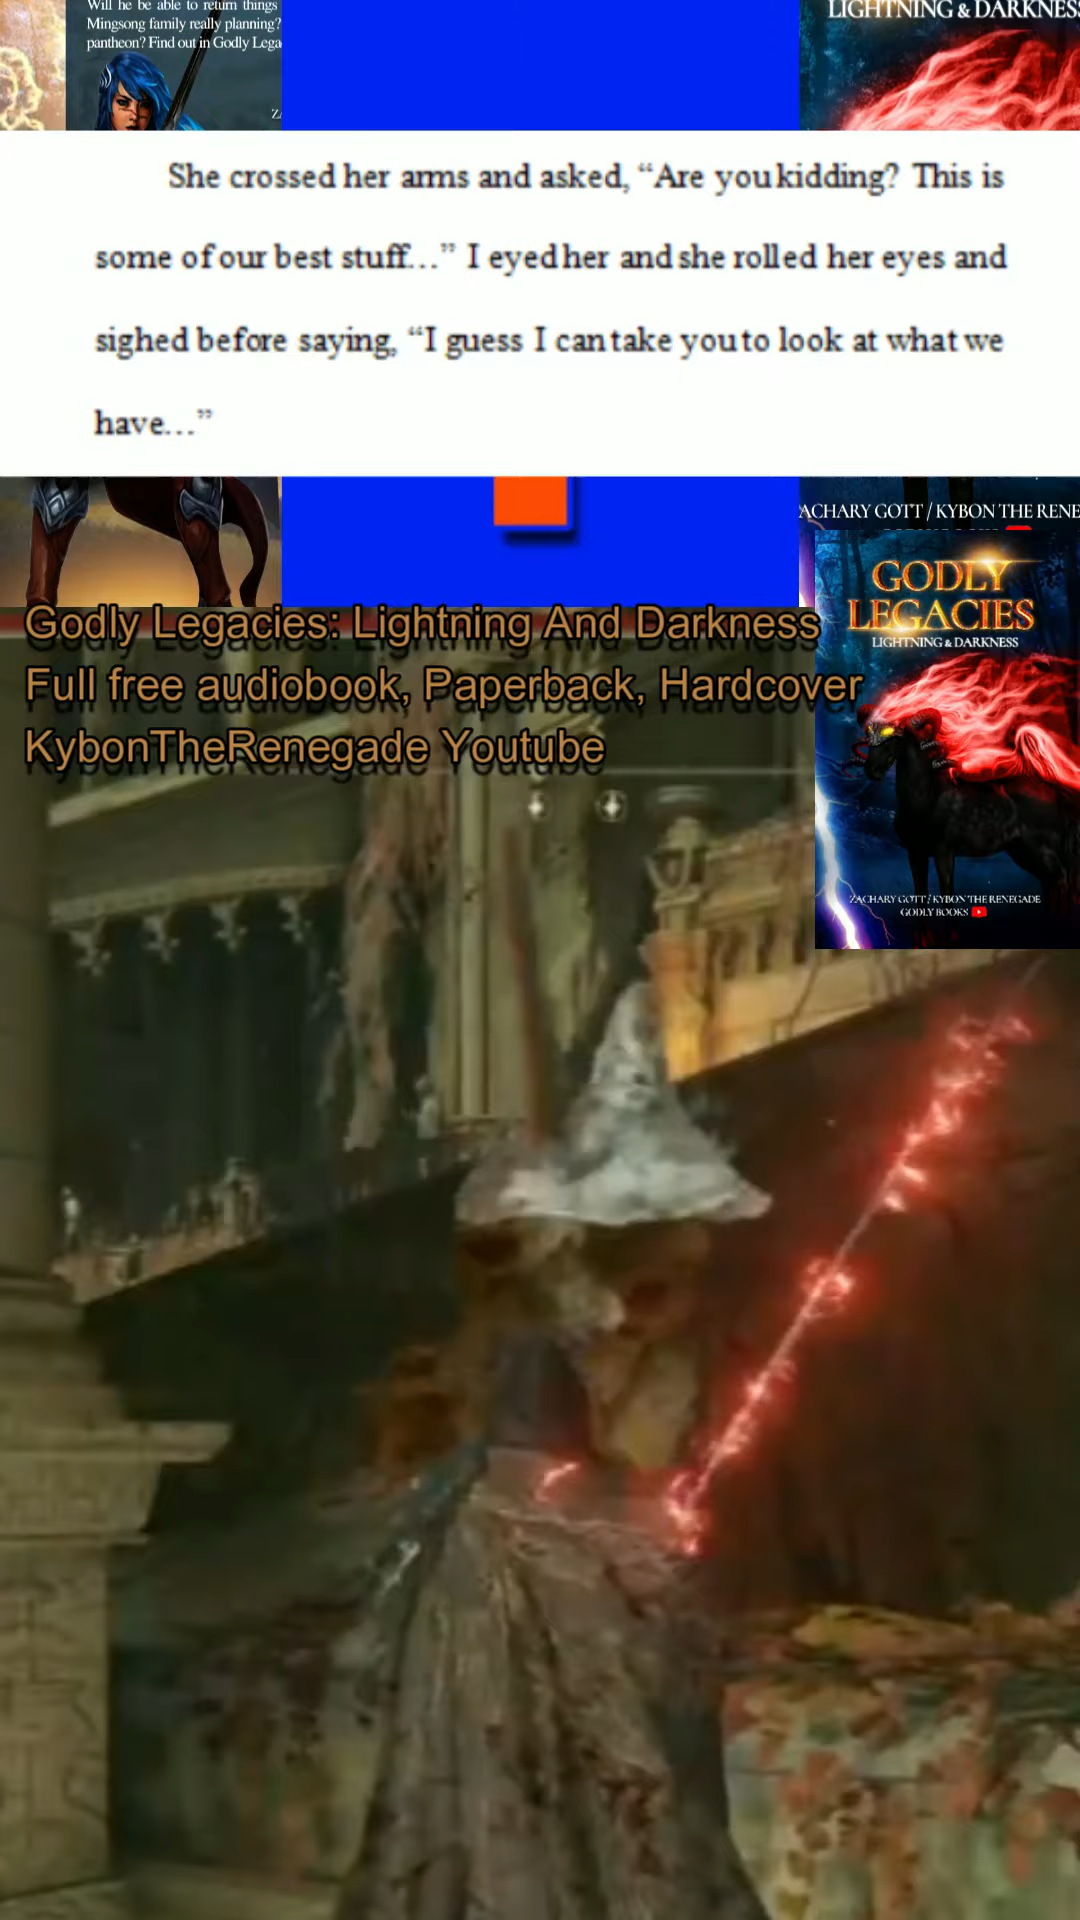 Will he be able to return things
Mingsong family really planning?
pantheon? Find out in Godly Lega
LIGHTNING & DARKNESS
She crossed her arms and asked, “Are you kidding? This is
some of our best stuff…” I eyed her and she rolled her eyes and
sighed before saying, “I guess I can take you to look at what we
have…”
ACHARY GOTT / KYBON THE RENE
GODLY
LEGACIES
LIGHTNING & DARKNESS
Godly Legacies: Lightning And Darkness
Full free audiobook, Paperback, Hardcover
KybonTheRenegade Youtube
ZACHARY GOTT / KYBON THE RENEGADE
GODLY BOOKS